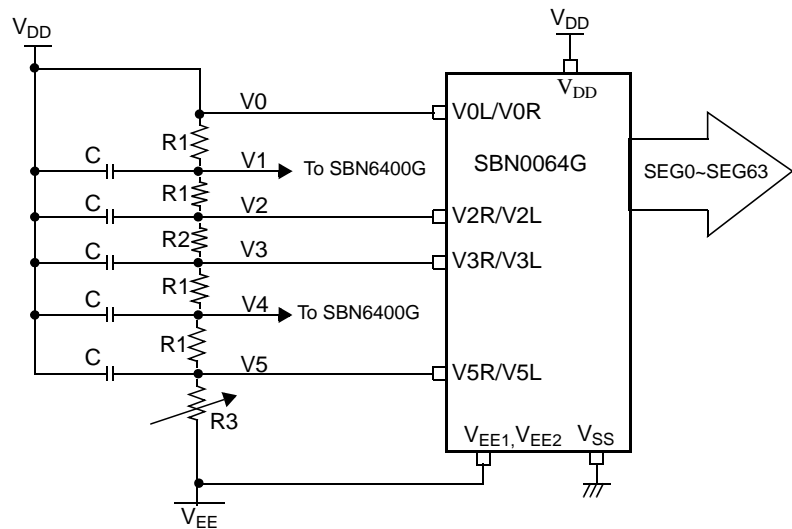 VDD
VDD
VDD
V0
V0L/V0R
R1
SBN0064G
C
V1
To SBN6400G
SEG0~SEG63
R1
C
V2
V2R/V2L
R2
C
V3
V3R/V3L
R1
C
V4
To SBN6400G
R1
C
V5
V5R/V5L
R3
VEE1,VEE2
VSS
VEE